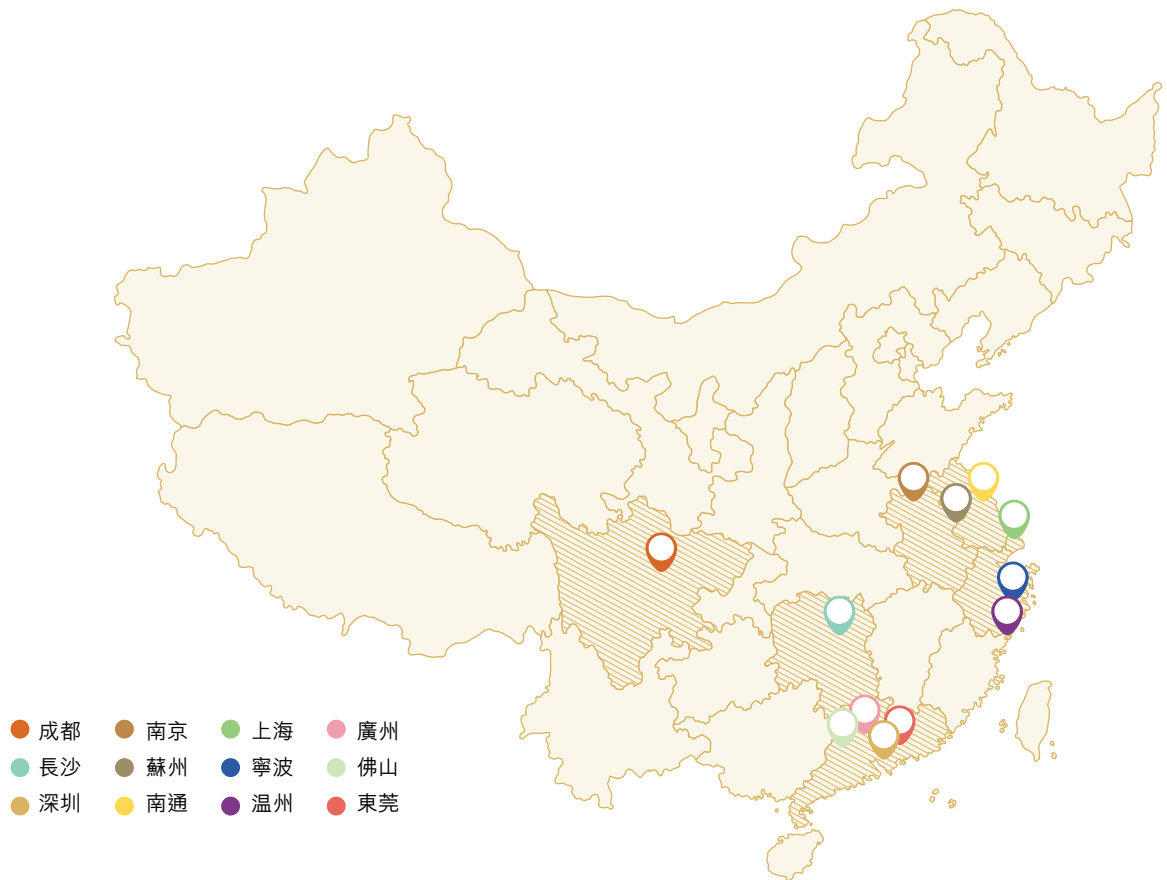 成都 南京 上海 廣州
長沙 蘇州 寧波 佛山
深圳 南通 温州 東莞